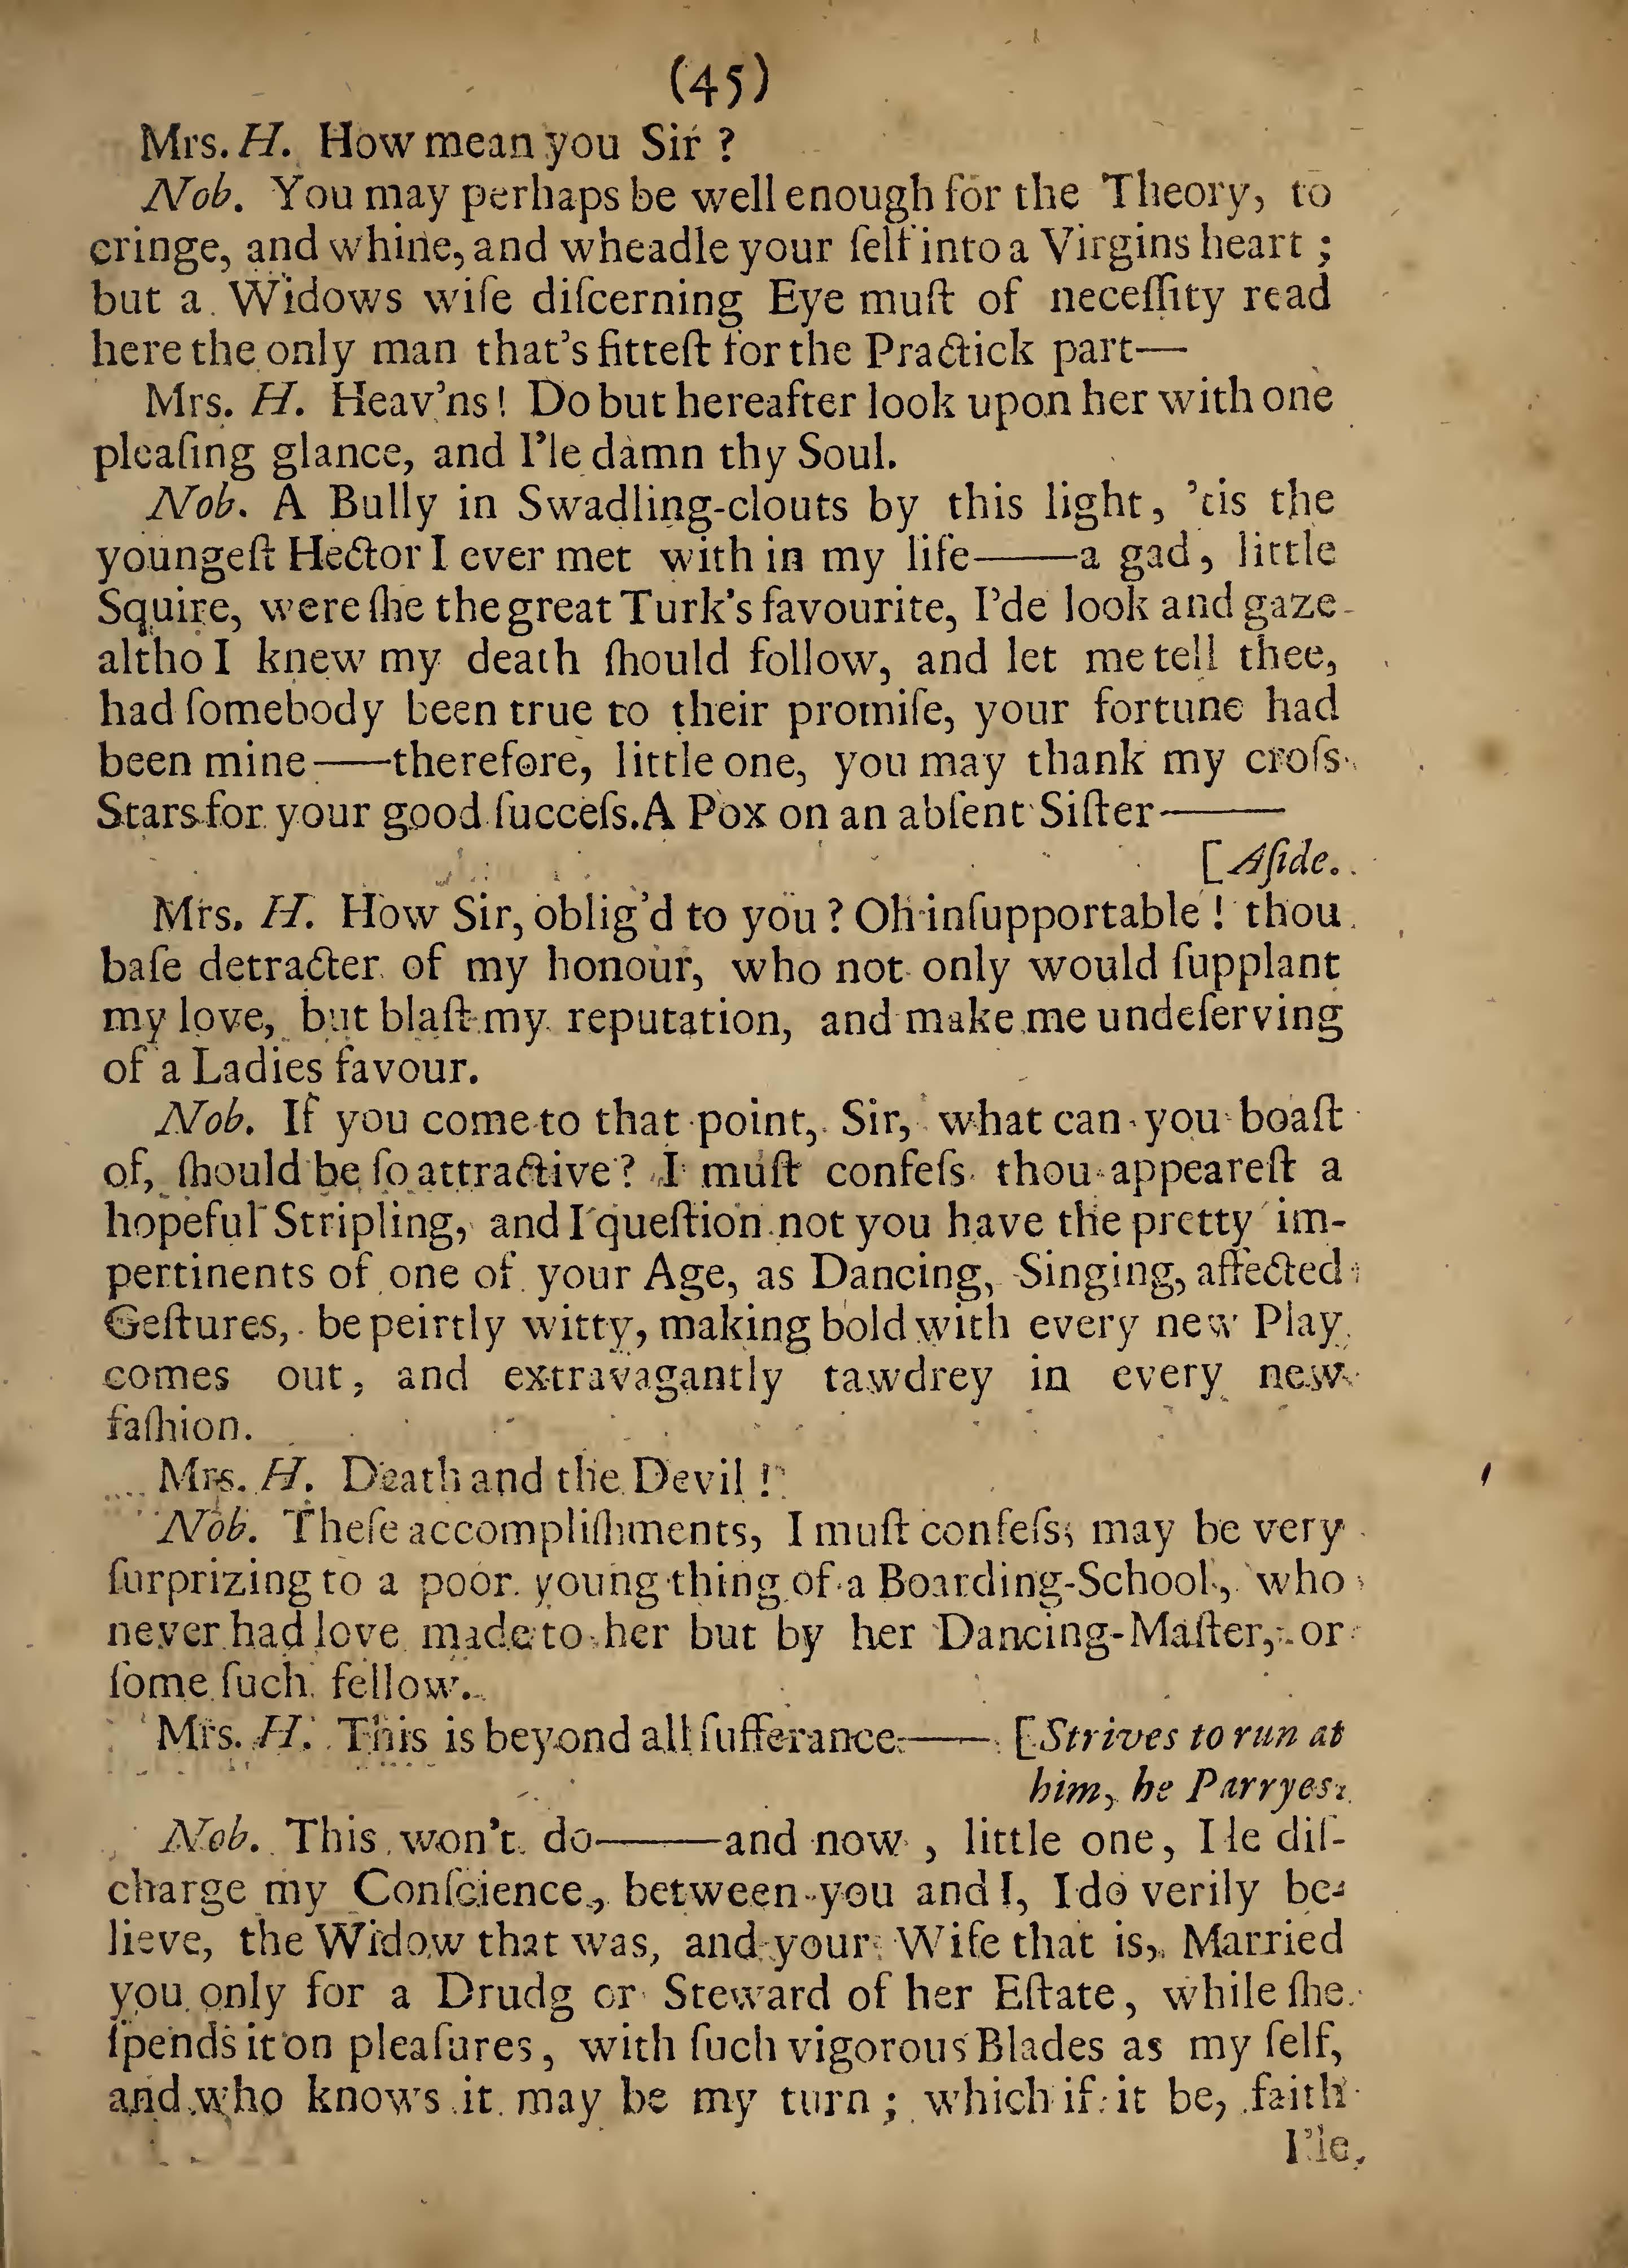 (45)
Mrs. H. How mean you Sir ?
Nob. You may perhaps be well enough for the Theory, to
cringe, and whine, and wheadle your ſelf into a Virgins heart ;
but a Widows wiſe diſcerning Eye muſt of neceſſity read
here the only man that's fitteſt for the Practick part—
Mrs. H. Heav'ns! Do but hereafter look upon her with one
pleaſing glance, and I'le damn thy Soul.
Nob. A Bully in Swadling-clouts by this light, 'tis the
youngeſt Hector I ever met with in my life——a gad, little
Squire, were ſhe the great Turk's favourite, I'de look and gaze
altho I knew my death ſhould follow, and let me tell thee,
had ſomebody been true to their promiſe, your fortune had
been mine——therefore, little one, you may thank my croſs
Stars for your good ſucceſs. A Pox on an abſent Siſter——
[ Aſide.
Mrs. H. How Sir, oblig'd to you ? Oh inſupportable ! thou
baſe detracter of my honour, who not only would ſupplant
my love, but blaſt my reputation, and make me undeſerving
of a Ladies favour.
Nob. If you come to that point, Sir, what can you boaſt
of, ſhould be ſo attractive ? I muſt confeſs thou appeareſt a
hopeful Stripling, and I queſtion not you have the pretty im-
pertinents of one of your Age, as Dancing, Singing, affected
Geſtures, be peirtly witty, making bold with every new Play
comes out, and extravagantly tawdrey in every new
faſhion.
Mrs. H. Death and the Devil !
Nob. Theſe accompliſhments, I muſt confeſs, may be very
ſurprizing to a poor young thing of a Boarding-School, who
never had love made to her but by her Dancing-Maſter, or
ſome ſuch fellow.
Mrs. H. This is beyond all ſufferance.—— [ Strives to run at
him, he Parryes.
Nob. This won't do——and now , little one, I le diſ-
charge my Conſcience, between you and I, I do verily be-
lieve, the Widow that was, and your Wife that is, Married
you only for a Drudg or Steward of her Eſtate, while ſhe
ſpends it on pleaſures, with ſuch vigorous Blades as my ſelf,
and who knows it may be my turn ; which if it be, faith
I'le,